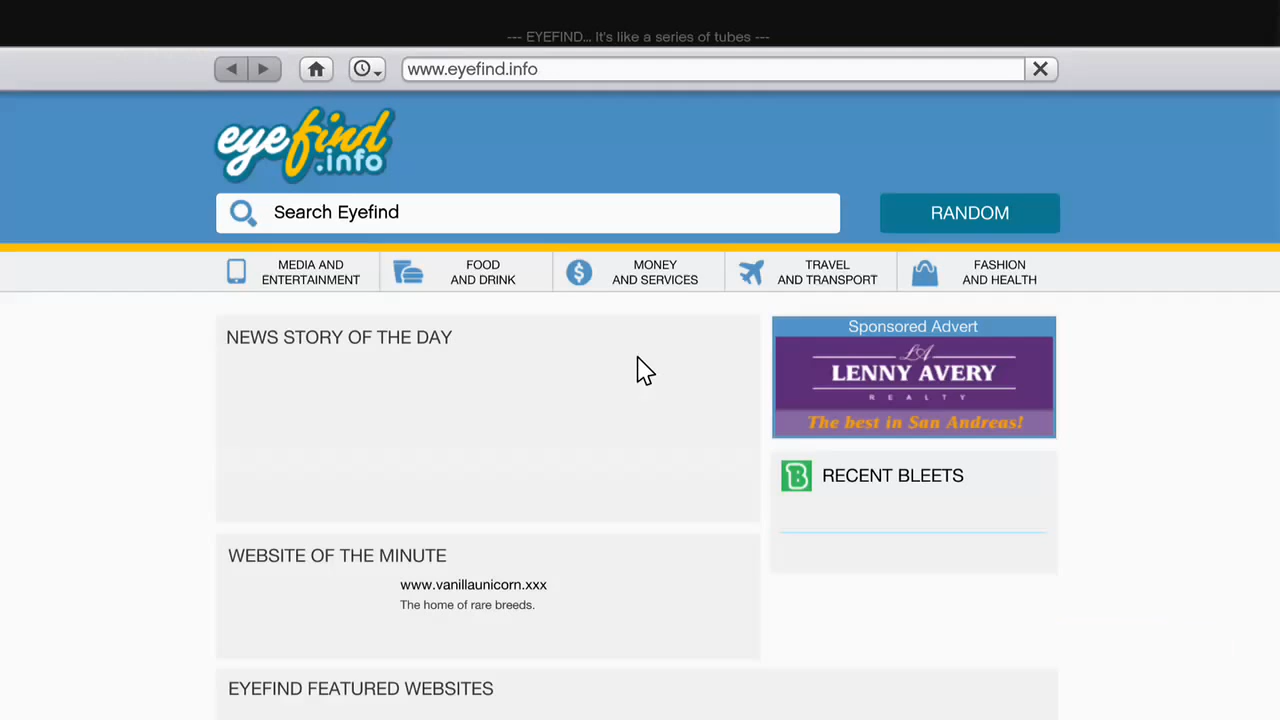 --- EYEFIND... It's like a series of tubes ---
www.eyefind.info
eyefind
.info
Search Eyefind
RANDOM
MEDIA AND
ENTERTAINMENT
FOOD
AND DRINK
MONEY
AND SERVICES
TRAVEL
AND TRANSPORT
FASHION
AND HEALTH
NEWS STORY OF THE DAY
Sponsored Advert
LA
LENNY AVERY
REALTY
The best in San Andreas!
B
RECENT BLEETS
WEBSITE OF THE MINUTE
www.vanillaunicorn.xxx
The home of rare breeds.
EYEFIND FEATURED WEBSITES